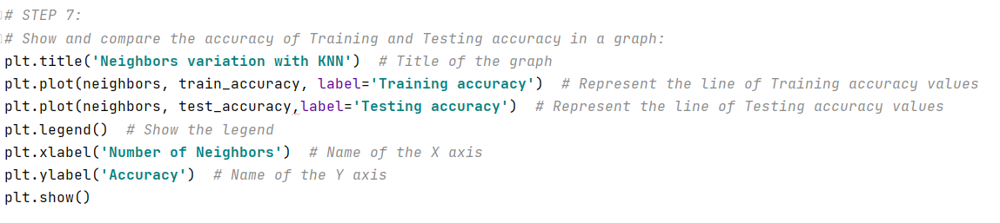 # STEP 7:
# Show and compare the accuracy of Training and Testing accuracy in a graph:
plt.title('Neighbors variation with KNN')  # Title of the graph
plt.plot(neighbors, train_accuracy, label='Training accuracy')  # Represent the line of Training accuracy values
plt.plot(neighbors, test_accuracy,label='Testing accuracy')  # Represent the line of Testing accuracy values
plt.legend()  # Show the legend
plt.xlabel('Number of Neighbors')  # Name of the X axis
plt.ylabel('Accuracy')  # Name of the Y axis
plt.show()